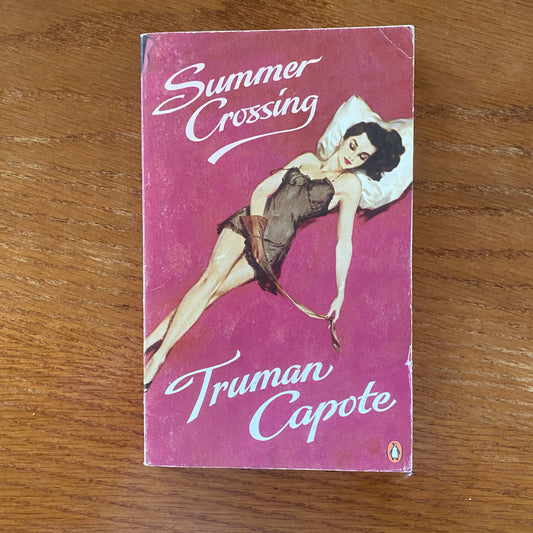 Summer
Crossing
Truman
Capote